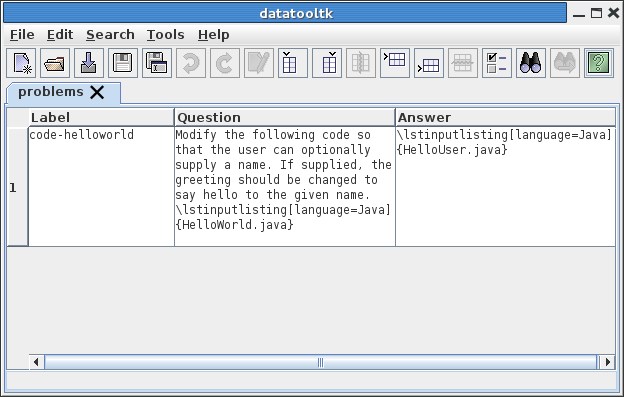 datatooltk
File Edit Search Tools Help
problems
Label Question Answer
1
code-helloworld
Modify the following code so
that the user can optionally
supply a name. If supplied, the
greeting should be changed to
say hello to the given name.
\lstinputlisting[language=Java]
{HelloWorld.java}
\lstinputlisting[language=Java]
{HelloUser.java}